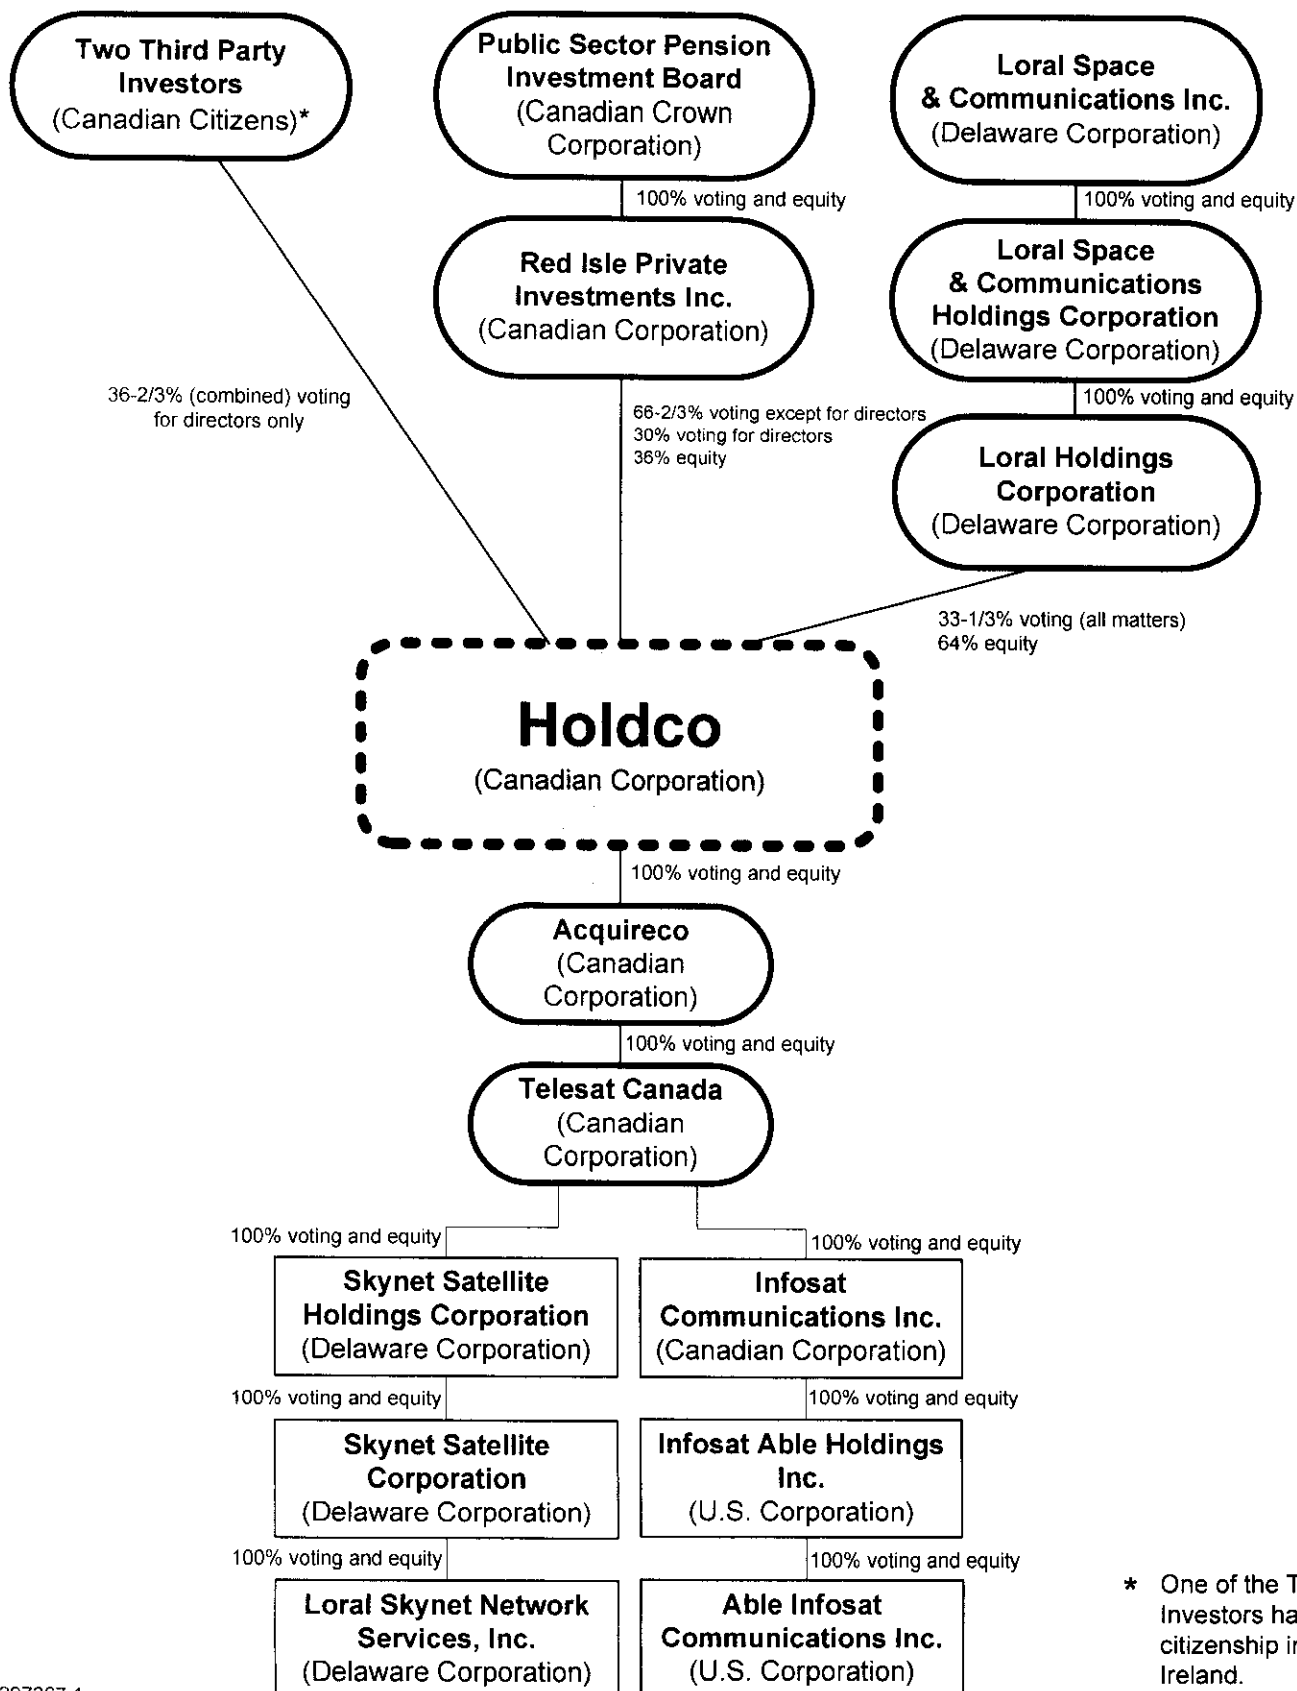 Two Third Party
Investors
(Canadian Citizens)*
Public Sector Pension
Investment Board
(Canadian Crown
Corporation)
Loral Space
& Communications Inc.
(Delaware Corporation)
100% voting and equity
100% voting and equity
Red Isle Private
Investments Inc.
(Canadian Corporation)
Loral Space
& Communications
Holdings Corporation
(Delaware Corporation)
100% voting and equity
36-2/3% (combined) voting
for directors only
66-2/3% voting except for directors
30% voting for directors
36% equity
Loral Holdings
Corporation
(Delaware Corporation)
33-1/3% voting (all matters)
64% equity
Holdco
(Canadian Corporation)
100% voting and equity
Acquireco
(Canadian
Corporation)
100% voting and equity
Telesat Canada
(Canadian
Corporation)
100% voting and equity
100% voting and equity
Skynet Satellite
Holdings Corporation
(Delaware Corporation)
Infosat
Communications Inc.
(Canadian Corporation)
100% voting and equity
100% voting and equity
Skynet Satellite
Corporation
(Delaware Corporation)
Infosat Able Holdings
Inc.
(U.S. Corporation)
100% voting and equity
100% voting and equity
Loral Skynet Network
Services, Inc.
(Delaware Corporation)
Able Infosat
Communications Inc.
(U.S. Corporation)
* One of the
Investors
citizenship
Ireland.